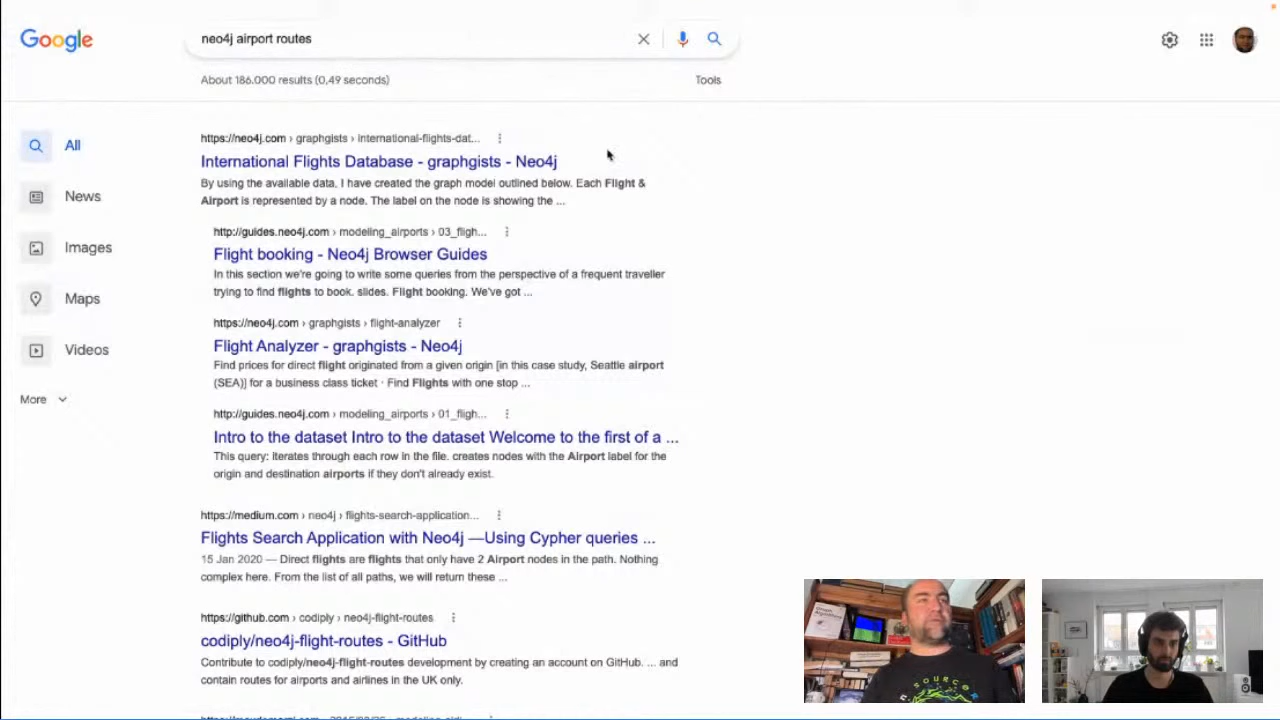 Google
neo4j airport routes
About 186.000 results (0,49 seconds)
Tools
All
News
Images
Maps
Videos
More
https://neo4j.com › graphgists › international-flights-dat...
International Flights Database - graphgists - Neo4j
By using the available data, I have created the graph model outlined below. Each Flight &
Airport is represented by a node. The label on the node is showing the ...
http://guides.neo4j.com › modeling_airports › 03_fligh...
Flight booking - Neo4j Browser Guides
In this section we're going to write some queries from the perspective of a frequent traveller
trying to find flights to book. slides. Flight booking. We've got ...
https://neo4j.com › graphgists › flight-analyzer
Flight Analyzer - graphgists - Neo4j
Find prices for direct flight originated from a given origin [in this case study, Seattle airport
(SEA)] for a business class ticket · Find Flights with one stop ...
http://guides.neo4j.com › modeling_airports › 01_fligh...
Intro to the dataset Intro to the dataset Welcome to the first of a ...
This query: iterates through each row in the file. creates nodes with the Airport label for the
origin and destination airports if they don't already exist.
https://medium.com › neo4j › flights-search-application...
Flights Search Application with Neo4j —Using Cypher queries ...
15 Jan 2020 — Direct flights are flights that only have 2 Airport nodes in the path. Nothing
complex here. From the list of all paths, we will return these ...
https://github.com › codiply › neo4j-flight-routes
codiply/neo4j-flight-routes - GitHub
Contribute to codiply/neo4j-flight-routes development by creating an account on GitHub. ... and
contain routes for airports and airlines in the UK only.